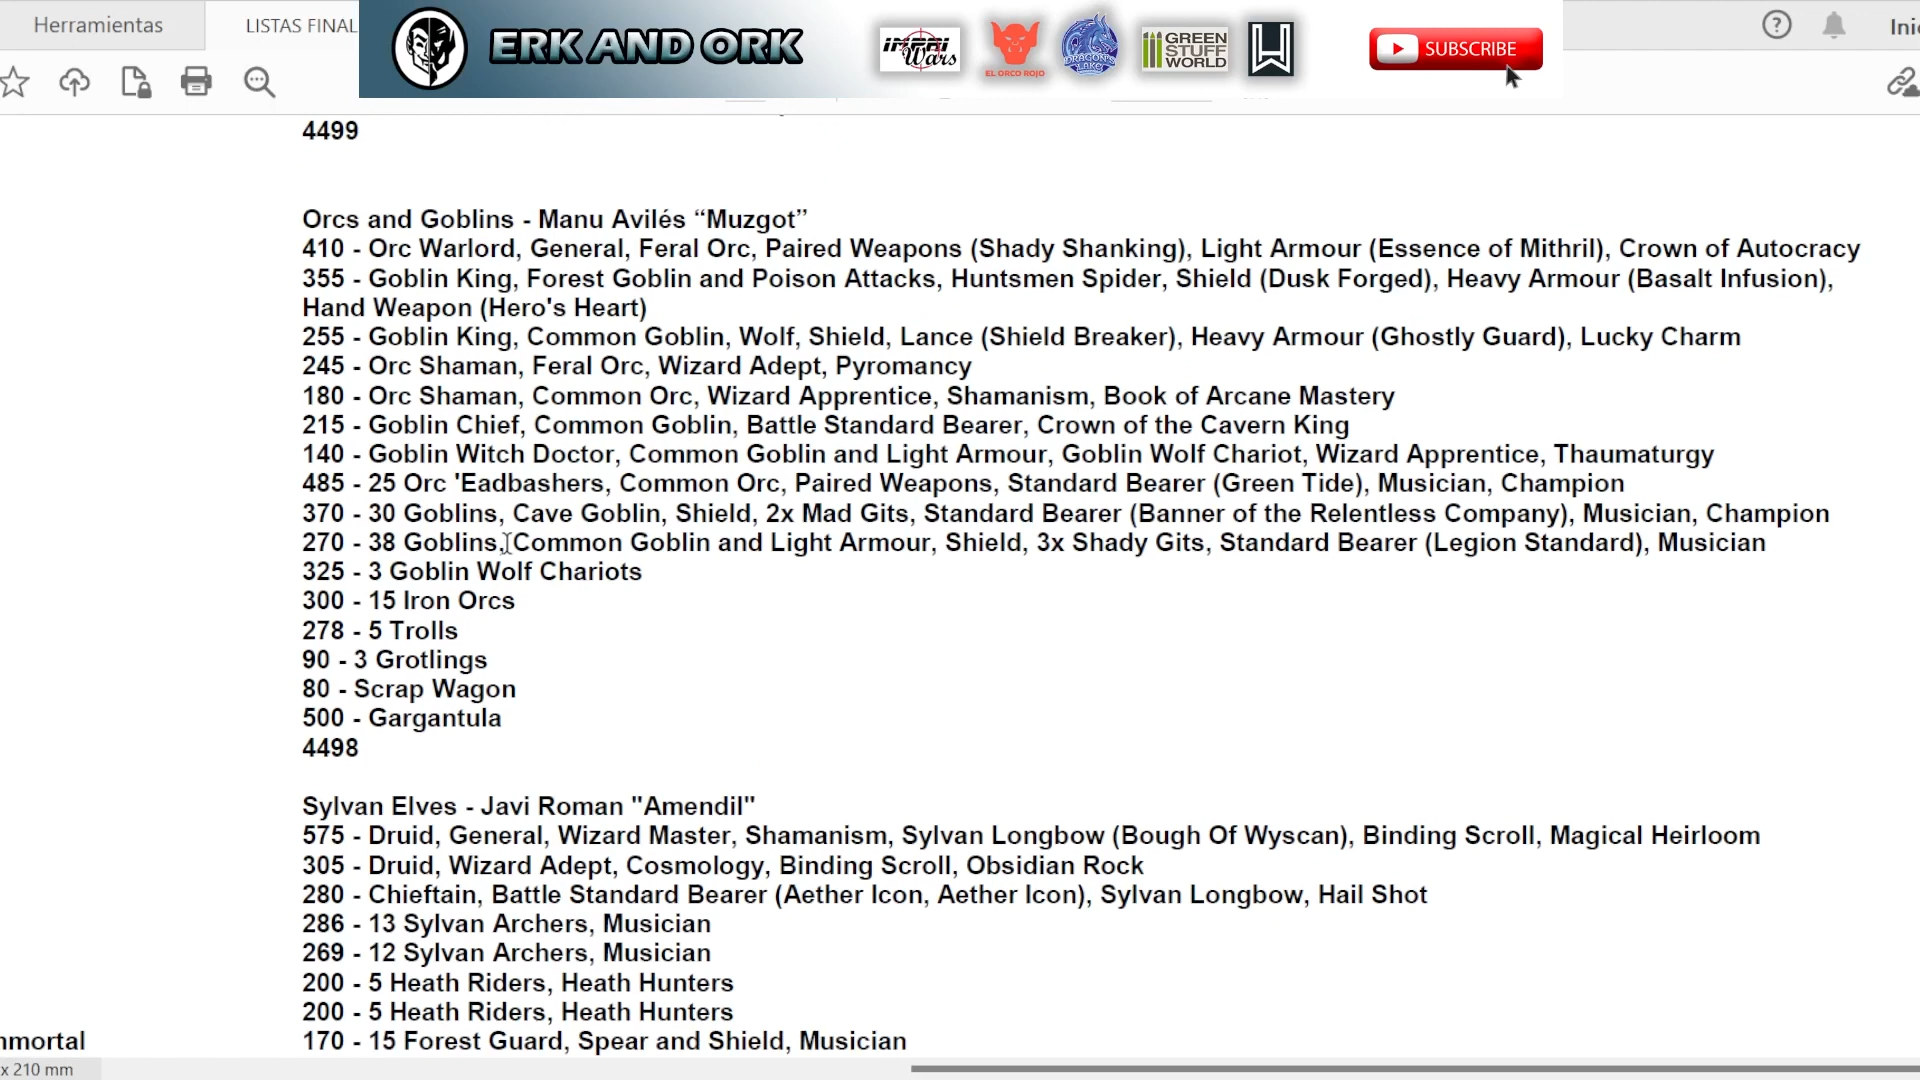 Herramientas
LISTAS FINAL
ERK AND ORK
IMPRI Wars
EL ORCO ROJO
DRAGON'S LAKE
GREEN STUFF WORLD
SUBSCRIBE
?
Ini
4499
Orcs and Goblins - Manu Avilés “Muzgot”
410 - Orc Warlord, General, Feral Orc, Paired Weapons (Shady Shanking), Light Armour (Essence of Mithril), Crown of Autocracy
355 - Goblin King, Forest Goblin and Poison Attacks, Huntsmen Spider, Shield (Dusk Forged), Heavy Armour (Basalt Infusion),
Hand Weapon (Hero's Heart)
255 - Goblin King, Common Goblin, Wolf, Shield, Lance (Shield Breaker), Heavy Armour (Ghostly Guard), Lucky Charm
245 - Orc Shaman, Feral Orc, Wizard Adept, Pyromancy
180 - Orc Shaman, Common Orc, Wizard Apprentice, Shamanism, Book of Arcane Mastery
215 - Goblin Chief, Common Goblin, Battle Standard Bearer, Crown of the Cavern King
140 - Goblin Witch Doctor, Common Goblin and Light Armour, Goblin Wolf Chariot, Wizard Apprentice, Thaumaturgy
485 - 25 Orc 'Eadbashers, Common Orc, Paired Weapons, Standard Bearer (Green Tide), Musician, Champion
370 - 30 Goblins, Cave Goblin, Shield, 2x Mad Gits, Standard Bearer (Banner of the Relentless Company), Musician, Champion
270 - 38 Goblins, Common Goblin and Light Armour, Shield, 3x Shady Gits, Standard Bearer (Legion Standard), Musician
325 - 3 Goblin Wolf Chariots
300 - 15 Iron Orcs
278 - 5 Trolls
90 - 3 Grotlings
80 - Scrap Wagon
500 - Gargantula
4498
Sylvan Elves - Javi Roman "Amendil"
575 - Druid, General, Wizard Master, Shamanism, Sylvan Longbow (Bough Of Wyscan), Binding Scroll, Magical Heirloom
305 - Druid, Wizard Adept, Cosmology, Binding Scroll, Obsidian Rock
280 - Chieftain, Battle Standard Bearer (Aether Icon, Aether Icon), Sylvan Longbow, Hail Shot
286 - 13 Sylvan Archers, Musician
269 - 12 Sylvan Archers, Musician
200 - 5 Heath Riders, Heath Hunters
200 - 5 Heath Riders, Heath Hunters
nmortal
170 - 15 Forest Guard, Spear and Shield, Musician
x 210 mm